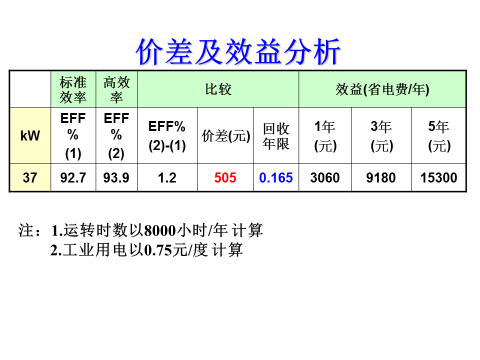 价差及效益分析
标准效率 高效率 比较 效益(省电费/年)
kW EFF % (1) EFF % (2) EFF% (2)-(1) 价差(元) 回收年限 1年 (元) 3年 (元) 5年 (元)
37 92.7 93.9 1.2 505 0.165 3060 9180 15300
注：1.运转时数以8000小时/年 计算
2.工业用电以0.75元/度 计算